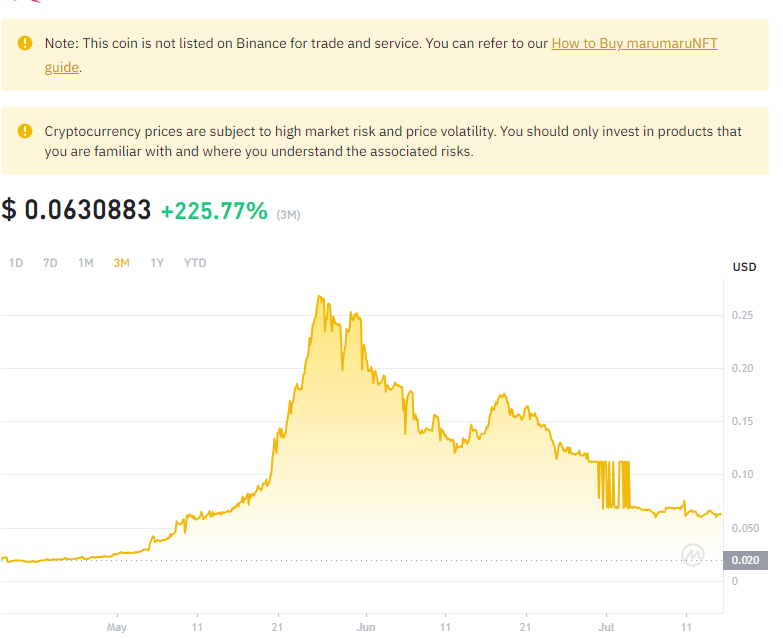 Note: This coin is not listed on Binance for trade and service. You can refer to our How to Buy marumaruNFT
guide.
Cryptocurrency prices are subject to high market risk and price volatility. You should only invest in products that
you are familiar with and where you understand the associated risks.
$ 0.0630883 +225.77% (3M)
1D 7D 1M 3M 1Y YTD
USD
0.25
0.20
0.15
0.10
0.050
0.020
0
May 11 21 Jun 11 21 Jul 11